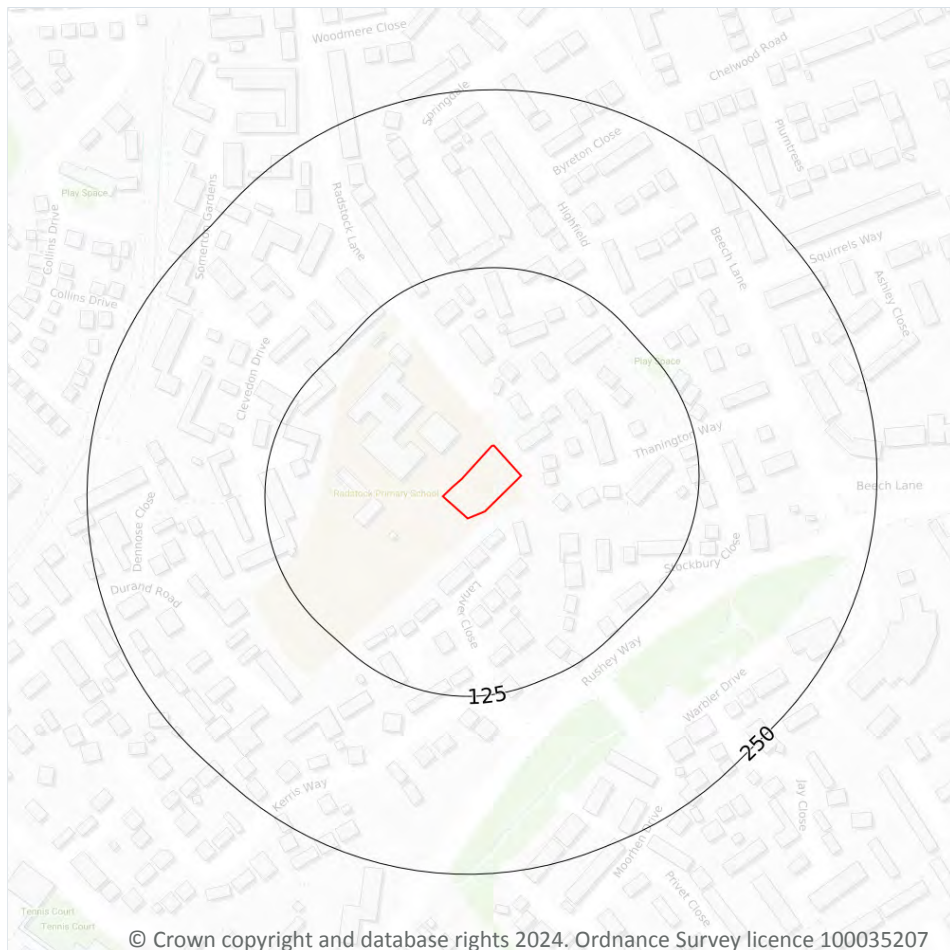 Woodmere Close
Chelwood Road
Springdale
Plumtrees
Byreton Close
Play Space
Somerton Gardens
Radstock Lane
Highfield
Collins Drive
Beech Lane
Squirrels Way
Collins Drive
Ashley Close
Clevedon Drive
Play Space
Thanington Way
Radstock Primary School
Beech Lane
Dennose Close
Stockbury Close
Durand Road
Lanyer Close
Rushey Way
125
Warbler Drive
250
Kerris Way
Jay Close
Moorhen Drive
Privet Close
Tennis Court
Tennis Court
© Crown copyright and database rights 2024. Ordnance Survey licence 100035207